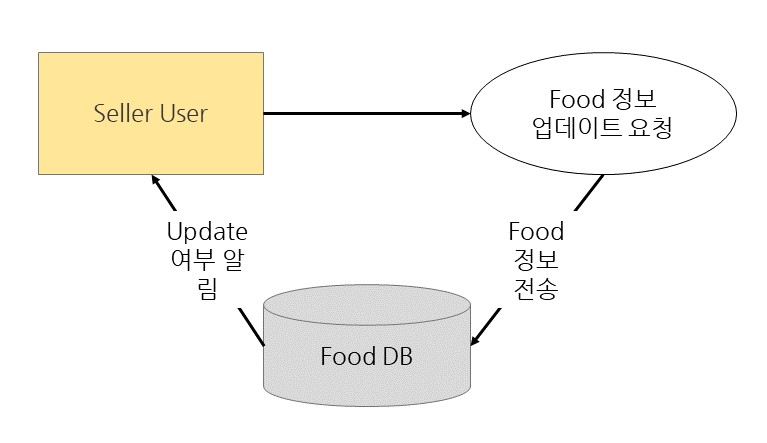 Seller User
Food 정보
업데이트 요청
Update
여부 알
림
Food
정보
전송
Food DB